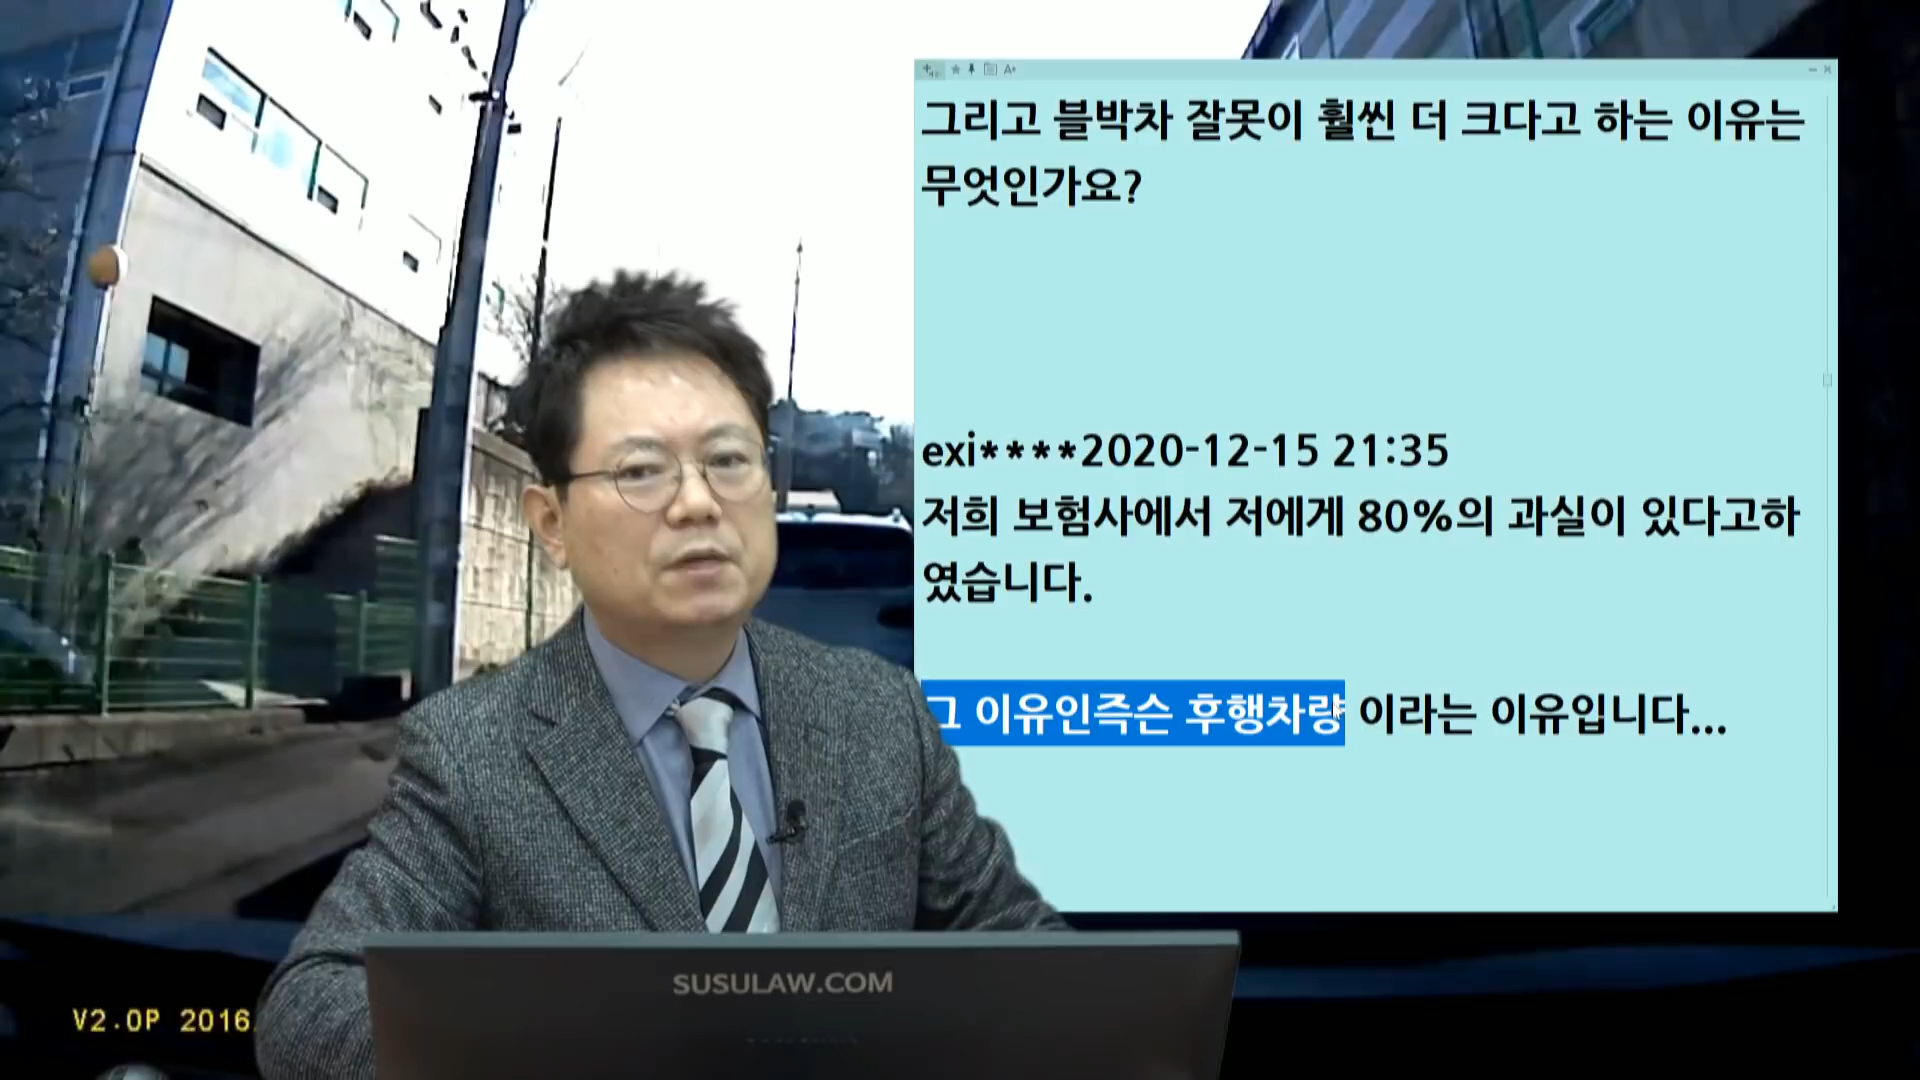 그리고 블박차 잘못이 훨씬 더 크다고 하는 이유는
무엇인가요?
exi****2020-12-15 21:35
저희 보험사에서 저에게 80%의 과실이 있다고하
였습니다.
그 이유인즉슨 후행차량 이라는 이유입니다...
SUSULAW.COM
V2.0P 2016